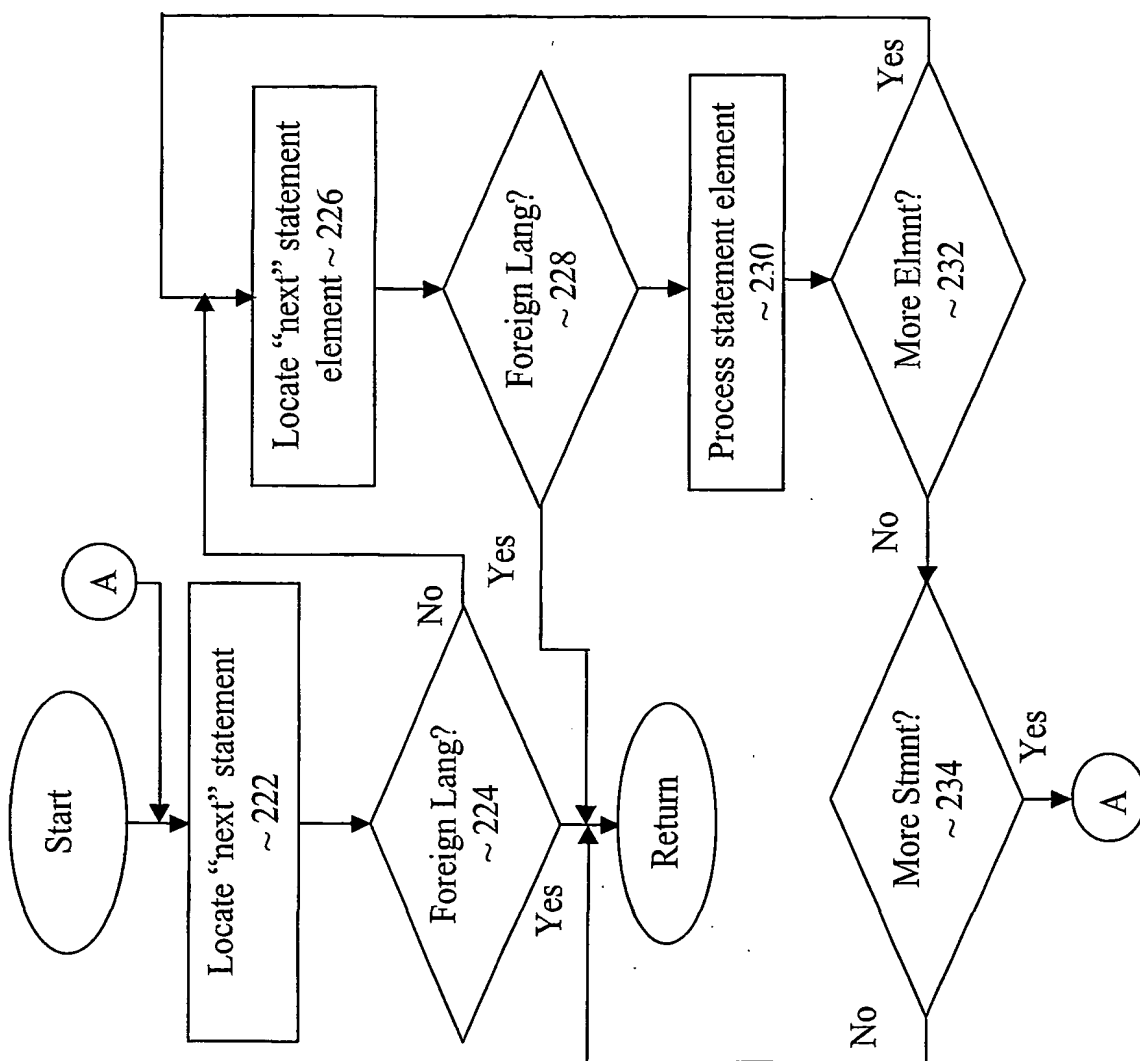 Start
A
Locate “next” statement
~ 222
Foreign Lang?
~ 224
No
Yes
Return
Locate “next” statement
element ~ 226
Foreign Lang?
~ 228
Yes
Process statement element
~ 230
More Elmnt?
~ 232
Yes
No
More Stmnt?
~ 234
No
Yes
A